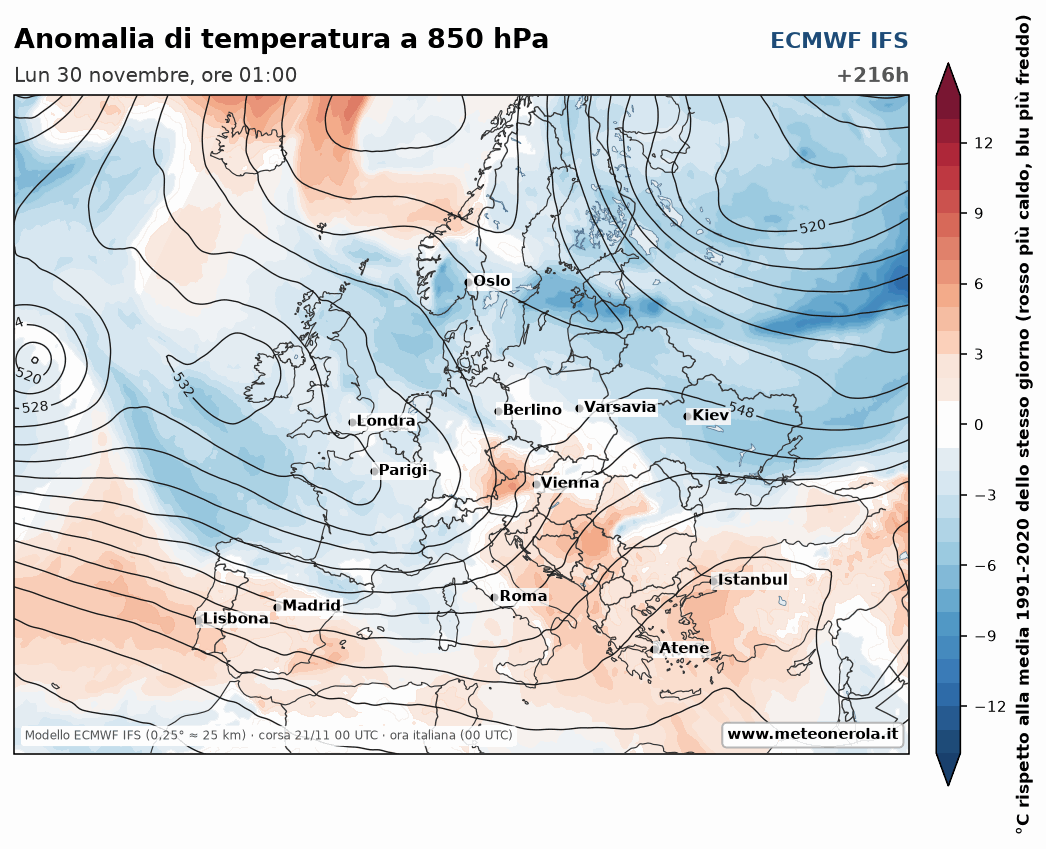 Anomalia di temperatura a 850 hPa
ECMWF IFS
Lun 30 novembre, ore 01:00
+216h
520
Oslo
4
520
528
532
Londra
Berlino
Varsavia
548
Kiev
Parigi
Vienna
Istanbul
Roma
Madrid
Lisbona
Atene
Modello ECMWF IFS (0,25° ≈ 25 km) · corsa 21/11 00 UTC · ora italiana (00 UTC)
www.meteonerola.it
12
9
6
3
0
−3
−6
−9
−12
°C rispetto alla media 1991-2020 dello stesso giorno (rosso più caldo, blu più freddo)